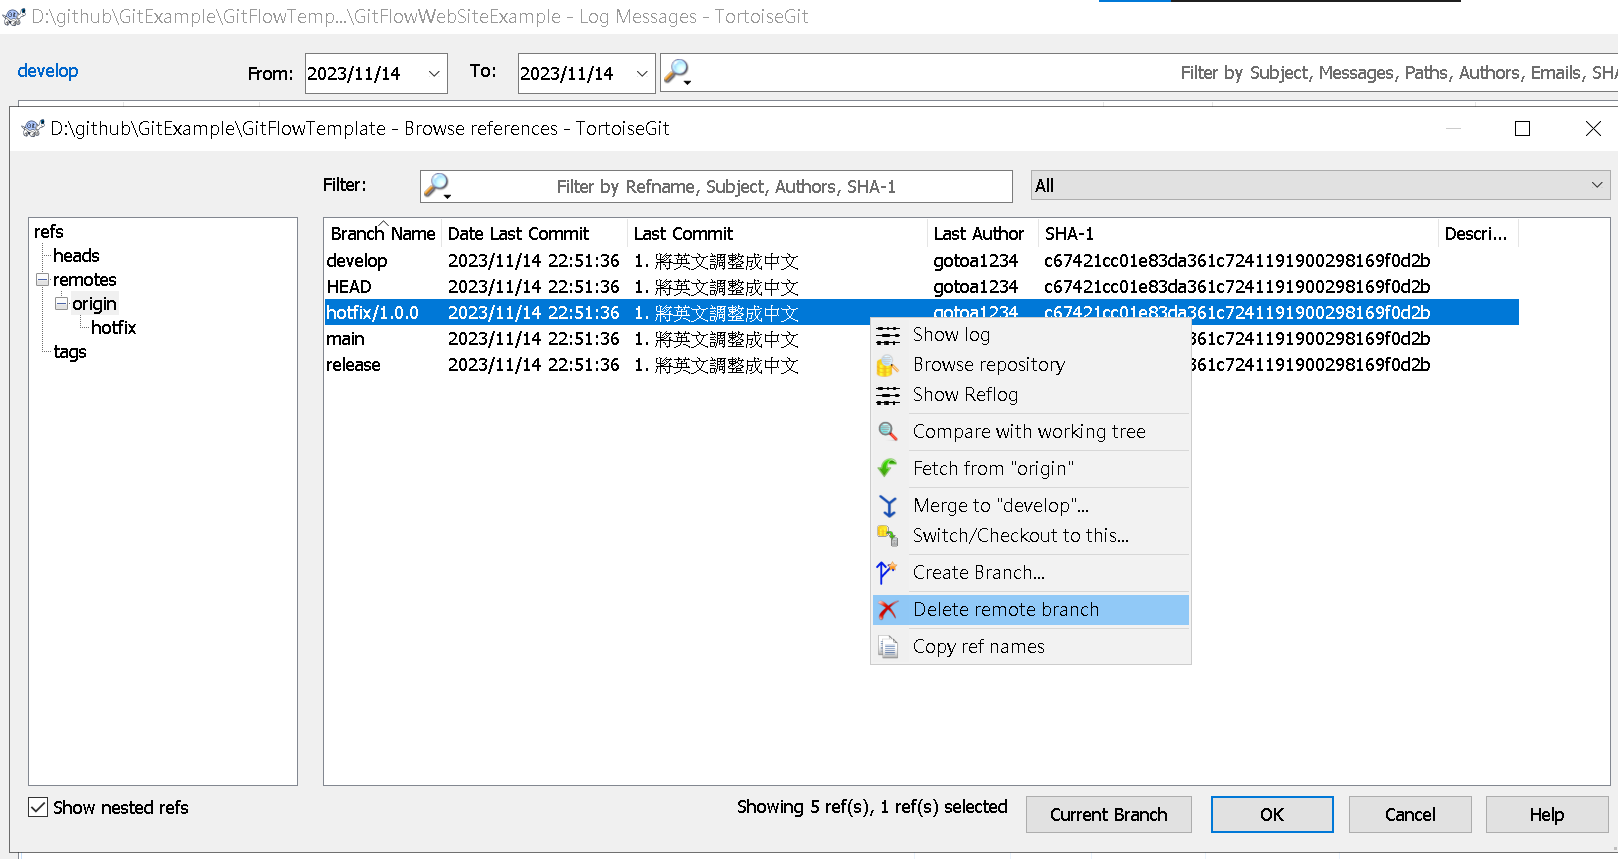 D:\github\GitExample\GitFlowTemp...\GitFlowWebSiteExample - Log Messages - TortoiseGit
develop From: 2023/11/14 To: 2023/11/14 Filter by Subject, Messages, Paths, Authors, Emails, SHA
D:\github\GitExample\GitFlowTemplate - Browse references - TortoiseGit
Filter: Filter by Refname, Subject, Authors, SHA-1 All
refs
heads
remotes
origin
hotfix
tags
Branch Name Date Last Commit Last Commit Last Author SHA-1 Descri...
develop 2023/11/14 22:51:36 1. 將英文調整成中文 gotoa1234 c67421cc01e83da361c7241191900298169f0d2b
HEAD 2023/11/14 22:51:36 1. 將英文調整成中文 gotoa1234 c67421cc01e83da361c7241191900298169f0d2b
hotfix/1.0.0 2023/11/14 22:51:36 1. 將英文調整成中文 gotoa1234 c67421cc01e83da361c7241191900298169f0d2b
main 2023/11/14 22:51:36 1. 將英文調整成中文 361c7241191900298169f0d2b
release 2023/11/14 22:51:36 1. 將英文調整成中文 361c7241191900298169f0d2b
Show log
Browse repository
Show Reflog
Compare with working tree
Fetch from "origin"
Merge to "develop"...
Switch/Checkout to this...
Create Branch...
Delete remote branch
Copy ref names
Show nested refs
Showing 5 ref(s), 1 ref(s) selected
Current Branch OK Cancel Help